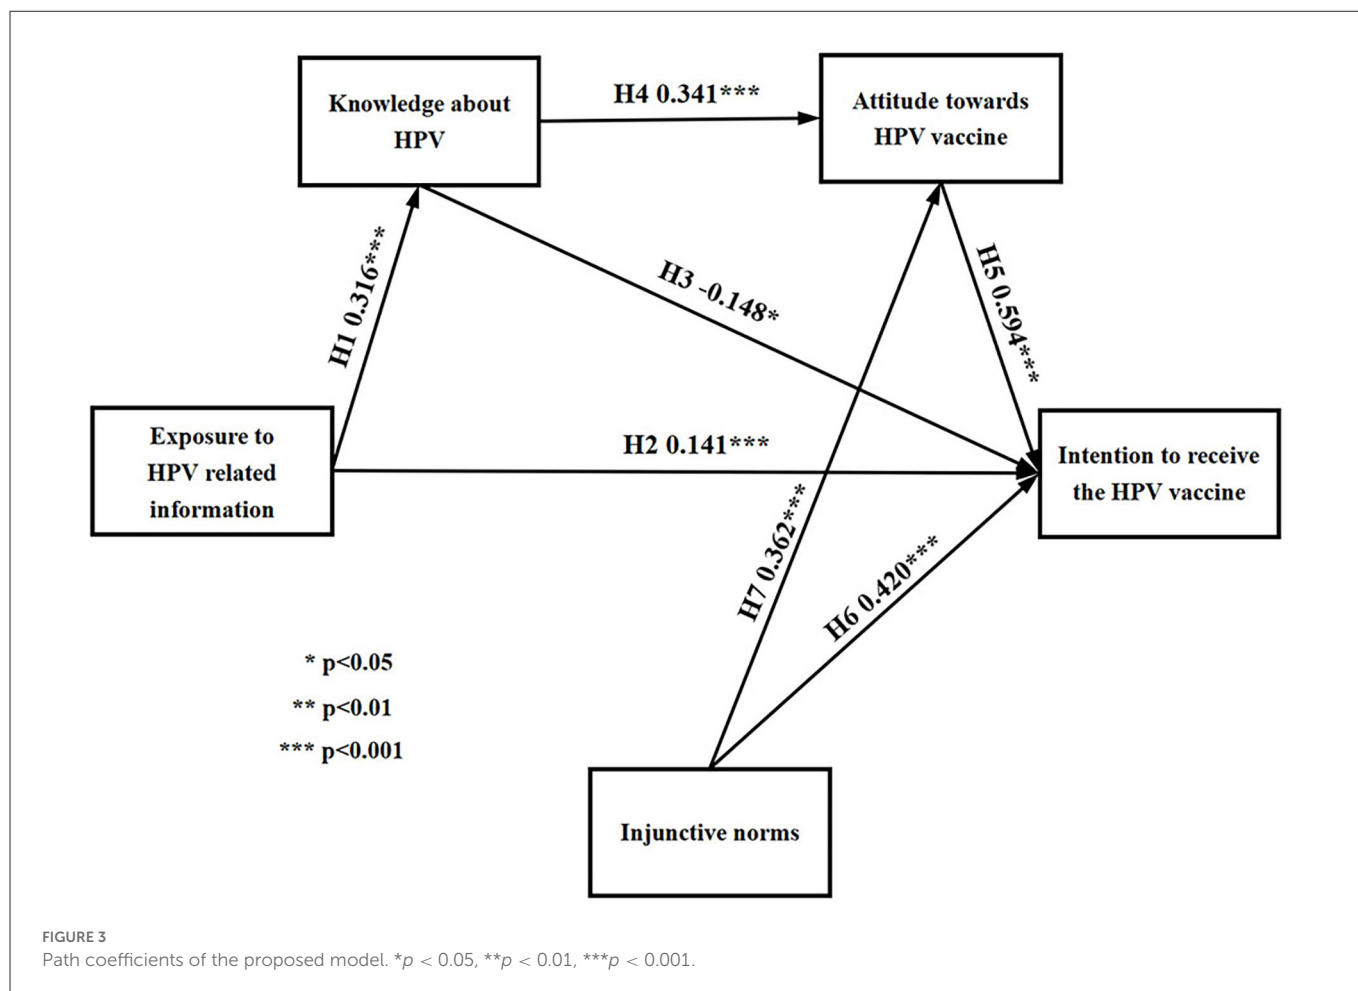 Knowledge about
HPV
H4 0.341***
Attitude towards
HPV vaccine
H1 0.316***
H3 -0.148*
H5 0.594***
Exposure to
HPV related
information
H2 0.141***
Intention to receive
the HPV vaccine
H7 0.362***
H6 0.420***
* p<0.05
** p<0.01
*** p<0.001
Injunctive norms
FIGURE 3
Path coefficients of the proposed model. *p < 0.05, **p < 0.01, ***p < 0.001.